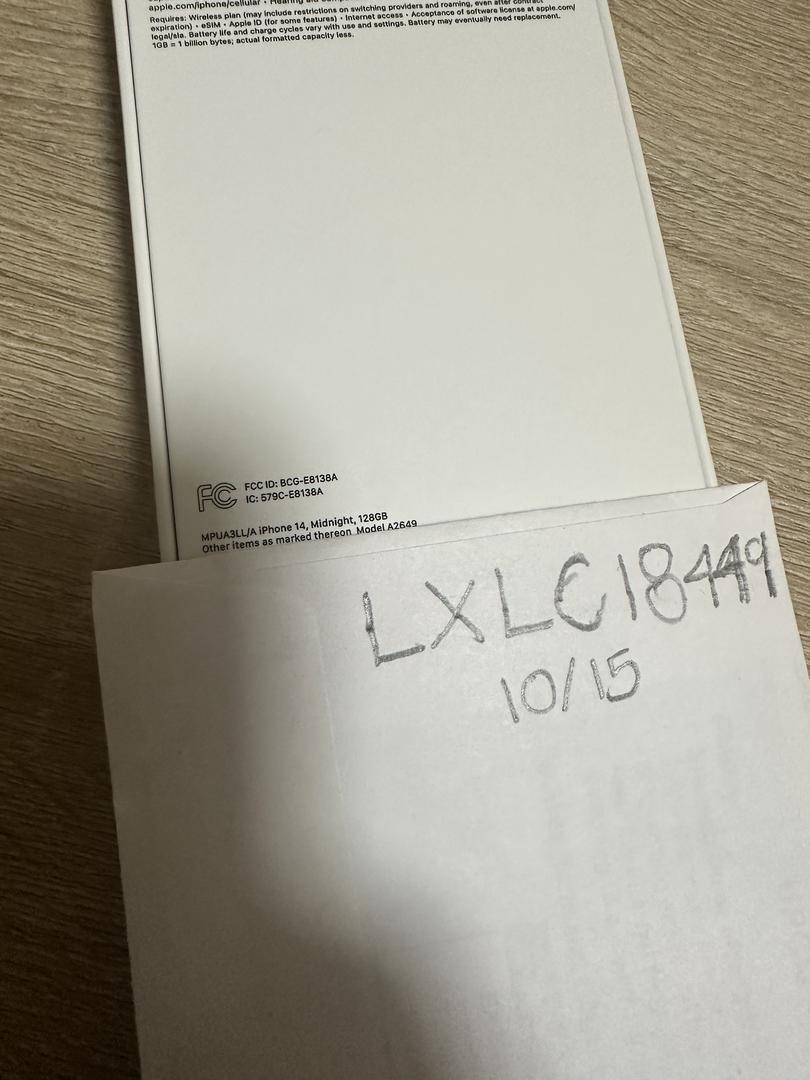 apple.com/iphone/cellular • Hearing aid
Requires: Wireless plan (may include restrictions on switching providers and roaming, even after contract
expiration) • eSIM • Apple ID (for some features) • Internet access • Acceptance of software license at apple.com/
legal/sla. Battery life and charge cycles vary with use and settings. Battery may eventually need replacement.
1GB = 1 billion bytes; actual formatted capacity less.
FC
FCC ID: BCG-E8138A
IC: 579C-E8138A
MPUA3LL/A iPhone 14, Midnight, 128GB
Other items as marked thereon Model A2649
LXLC18449
10/15